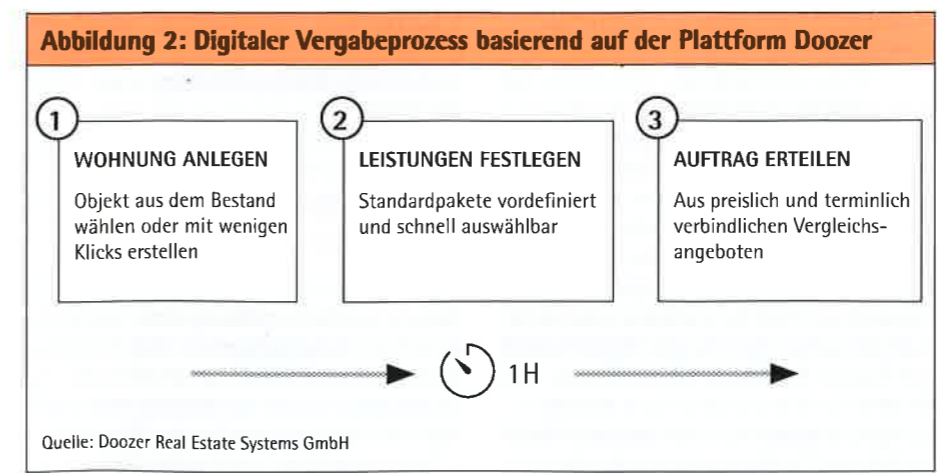 Abbildung 2: Digitaler Vergabeprozess basierend auf der Plattform Doozer
1
WOHNUNG ANLEGEN
Objekt aus dem Bestand
wählen oder mit wenigen
Klicks erstellen
2
LEISTUNGEN FESTLEGEN
Standardpakete vordefiniert
und schnell auswählbar
3
AUFTRAG ERTEILEN
Aus preislich und terminlich
verbindlichen Vergleichs-
angeboten
1H
Quelle: Doozer Real Estate Systems GmbH